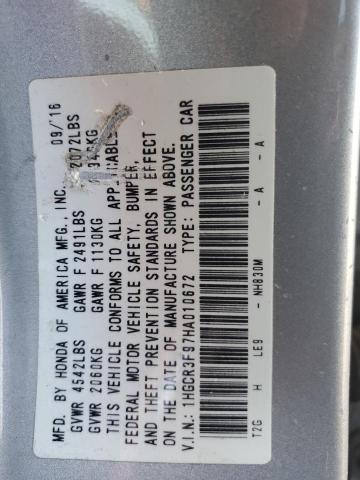 MFD. BY HONDA OF AMERICA MFG., INC. 09/16
GVWR 4542LBS GAWR F 2491LBS 2072LBS
GVWR 2060KG GAWR F 1130KG KG
THIS VEHICLE CONFORMS TO ALL
FEDERAL MOTOR VEHICLE SAFETY, BUMPER,
AND THEFT PREVENTION STANDARDS IN EFFECT
ON THE DATE OF MANUFACTURE SHOWN ABOVE.
V.I.N.: 1HGCR3F97HA010672 TYPE: PASSENGER CAR
T2G H LE9 - NH830M - A - A